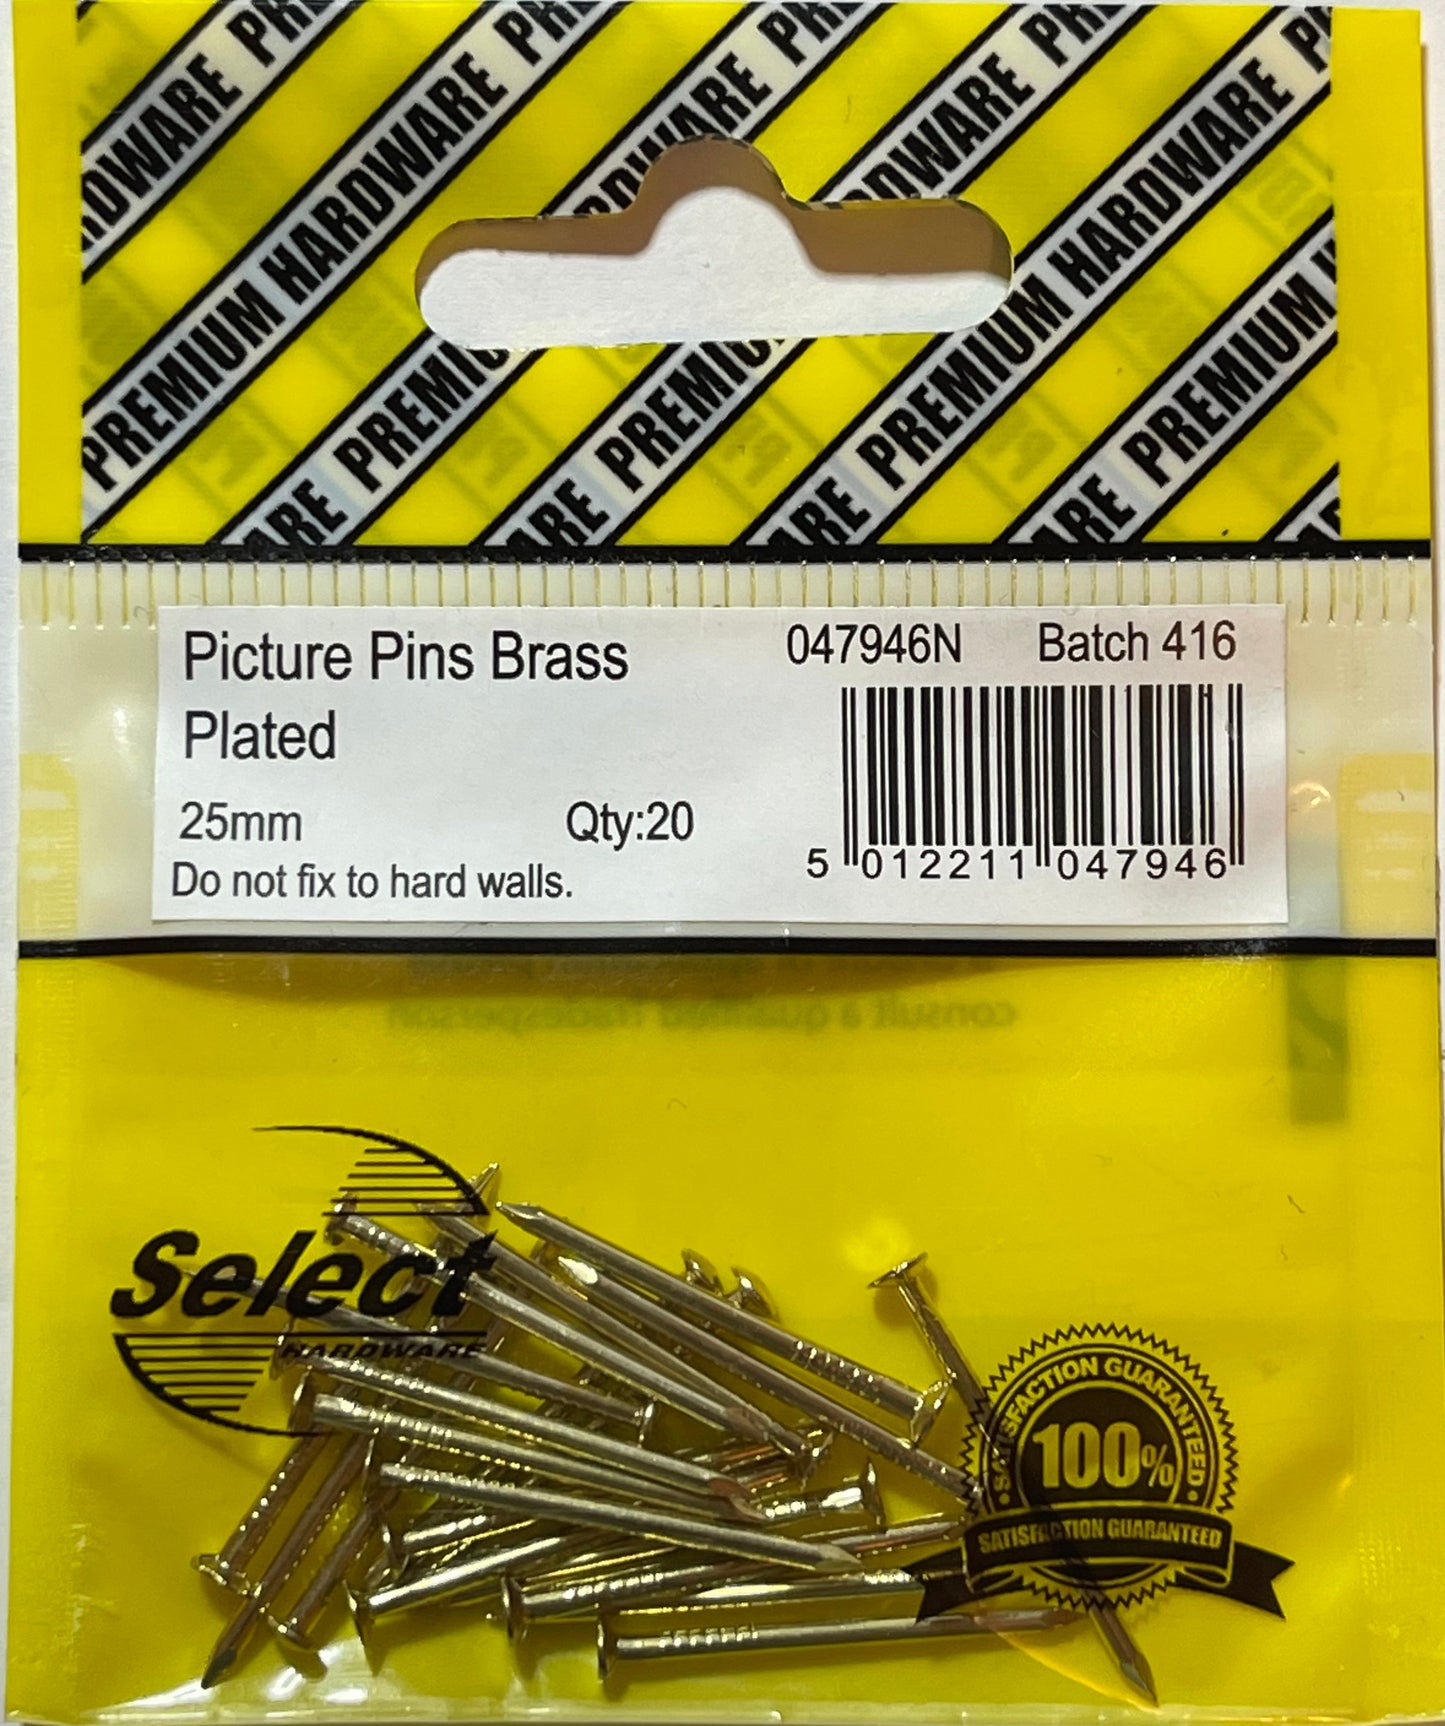 PREMIUM HARDWARE
Picture Pins Brass
Plated
047946N Batch 416
25mm Qty:20
Do not fix to hard walls.
5 012211 047946
Select
HARDWARE
SATISFACTION GUARANTEED
100%
SATISFACTION GUARANTEED